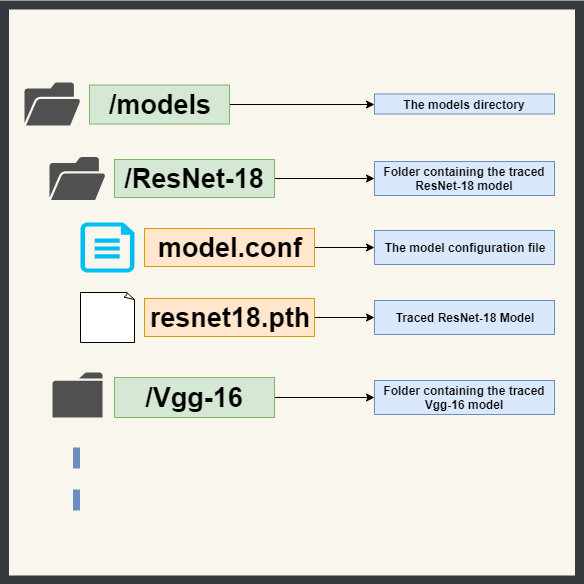 /models
The models directory
/ResNet-18
Folder containing the traced
ResNet-18 model
model.conf
The model configuration file
resnet18.pth
Traced ResNet-18 Model
/Vgg-16
Folder containing the traced
Vgg-16 model